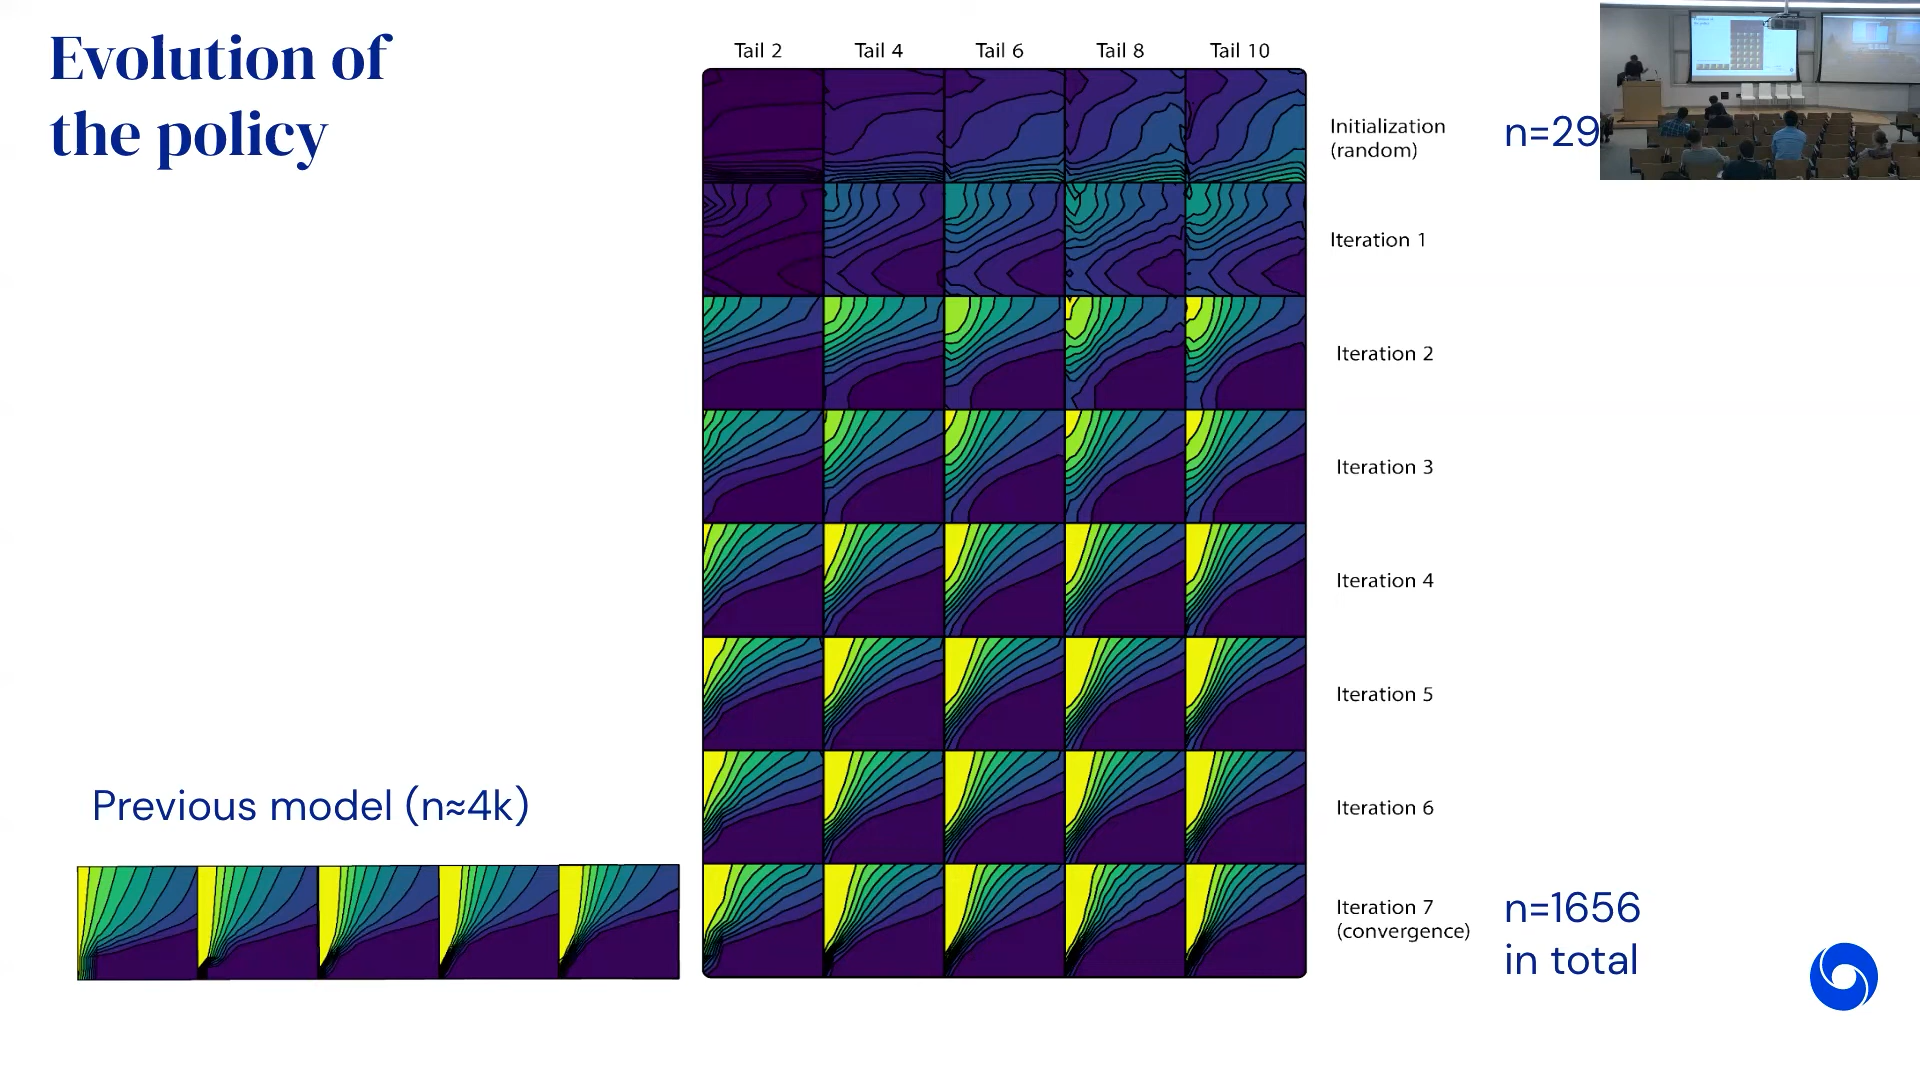 Evolution of
the policy
Tail 2 Tail 4 Tail 6 Tail 8 Tail 10
Initialization
(random)
n=29
Iteration 1
Iteration 2
Iteration 3
Iteration 4
Iteration 5
Iteration 6
Previous model (n≈4k)
Iteration 7
(convergence)
n=1656
in total